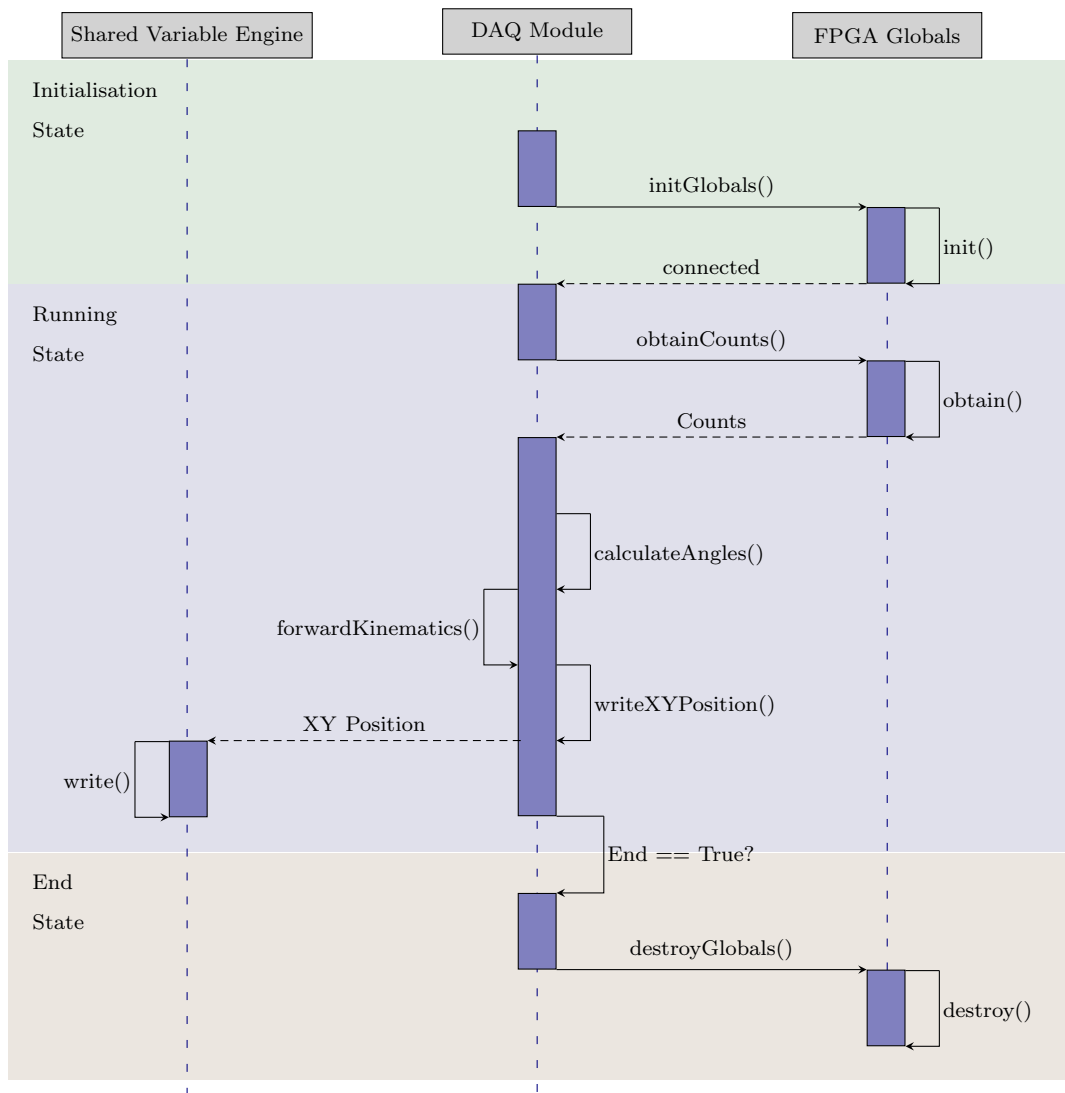 Shared Variable Engine
DAQ Module
FPGA Globals
Initialisation
State
initGlobals()
init()
connected
Running
State
obtainCounts()
obtain()
Counts
calculateAngles()
forwardKinematics()
writeXYPosition()
XY Position
write()
End == True?
End
State
destroyGlobals()
destroy()